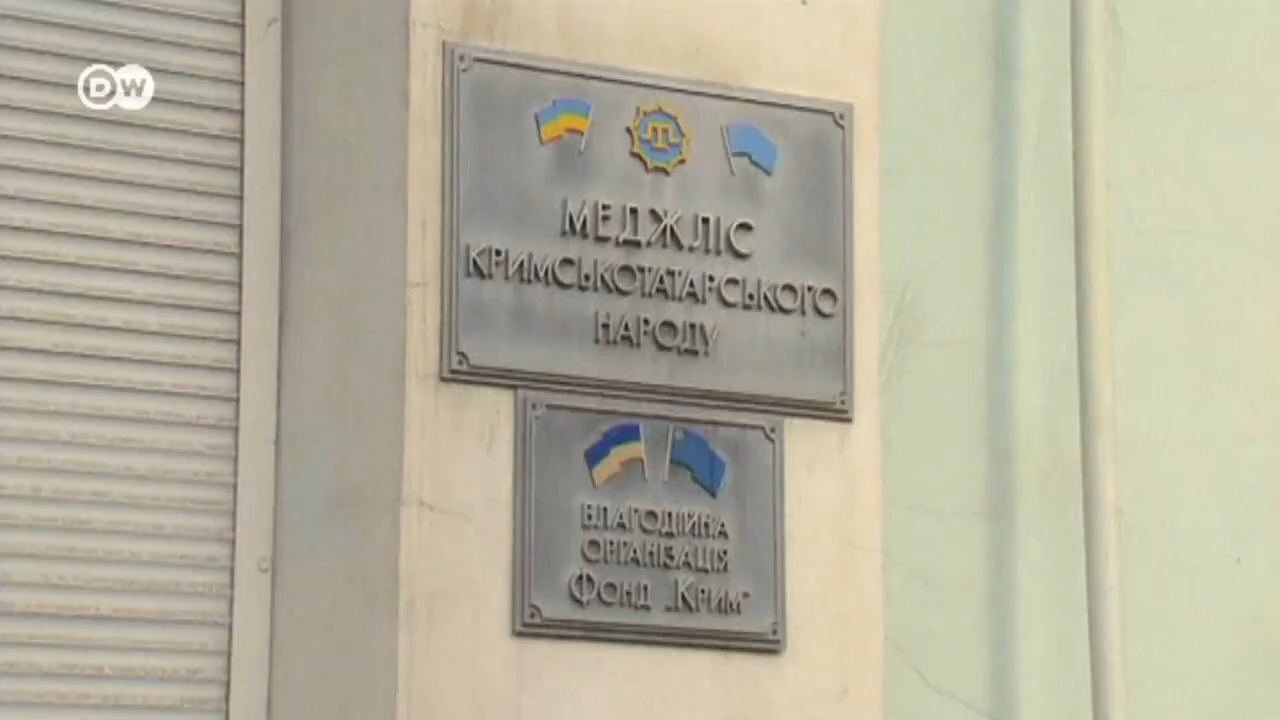 DW
МЕДЖЛІС
КРИМСЬКОТАТАРСЬКОГО
НАРОДУ
БЛАГОДІЙНА
ОРГАНІЗАЦІЯ
ФОНД „КРИМ"